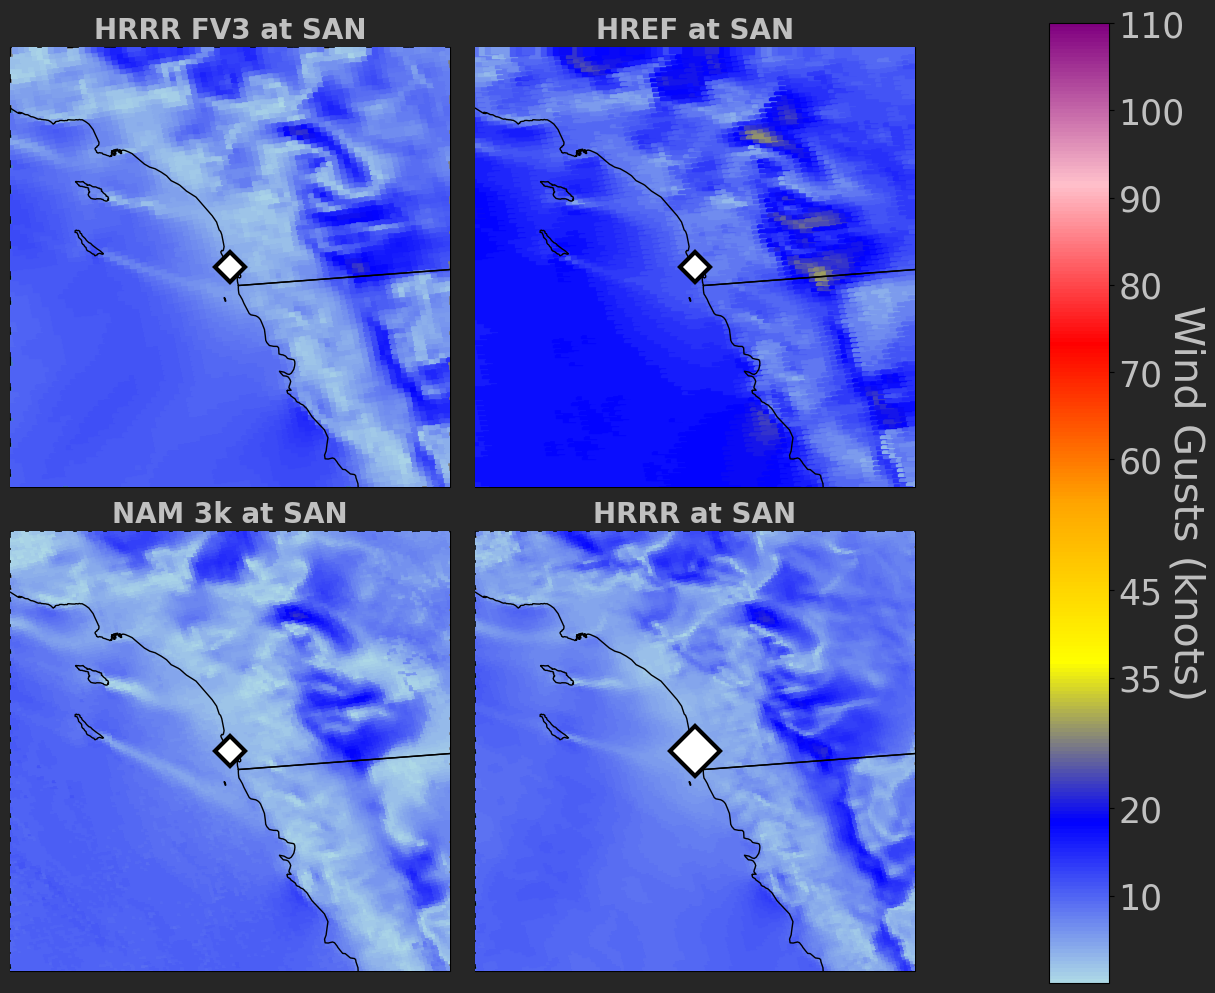 HRRR FV3 at SAN
HREF at SAN
NAM 3k at SAN
HRRR at SAN
110
100
90
80
70
60
45
35
20
10
Wind Gusts (knots)